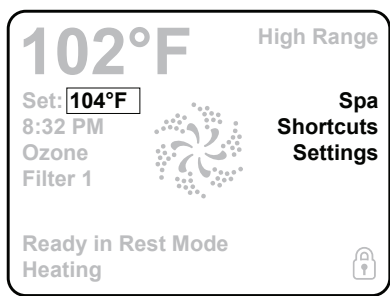 102°F
High Range
Set: 104°F
Spa
8:32 PM
Shortcuts
Ozone
Settings
Filter 1
Ready in Rest Mode
Heating